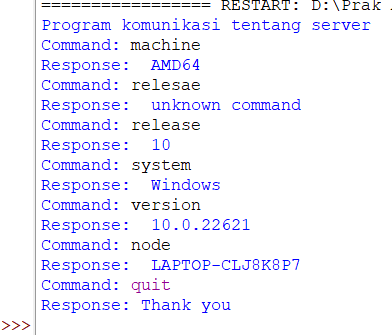 ================= RESTART: D:\Prak
Program komunikasi tentang server
Command: machine
Response:  AMD64
Command: relesae
Response:  unknown command
Command: release
Response:  10
Command: system
Response:  Windows
Command: version
Response:  10.0.22621
Command: node
Response:  LAPTOP-CLJ8K8P7
Command: quit
Response: Thank you
>>>